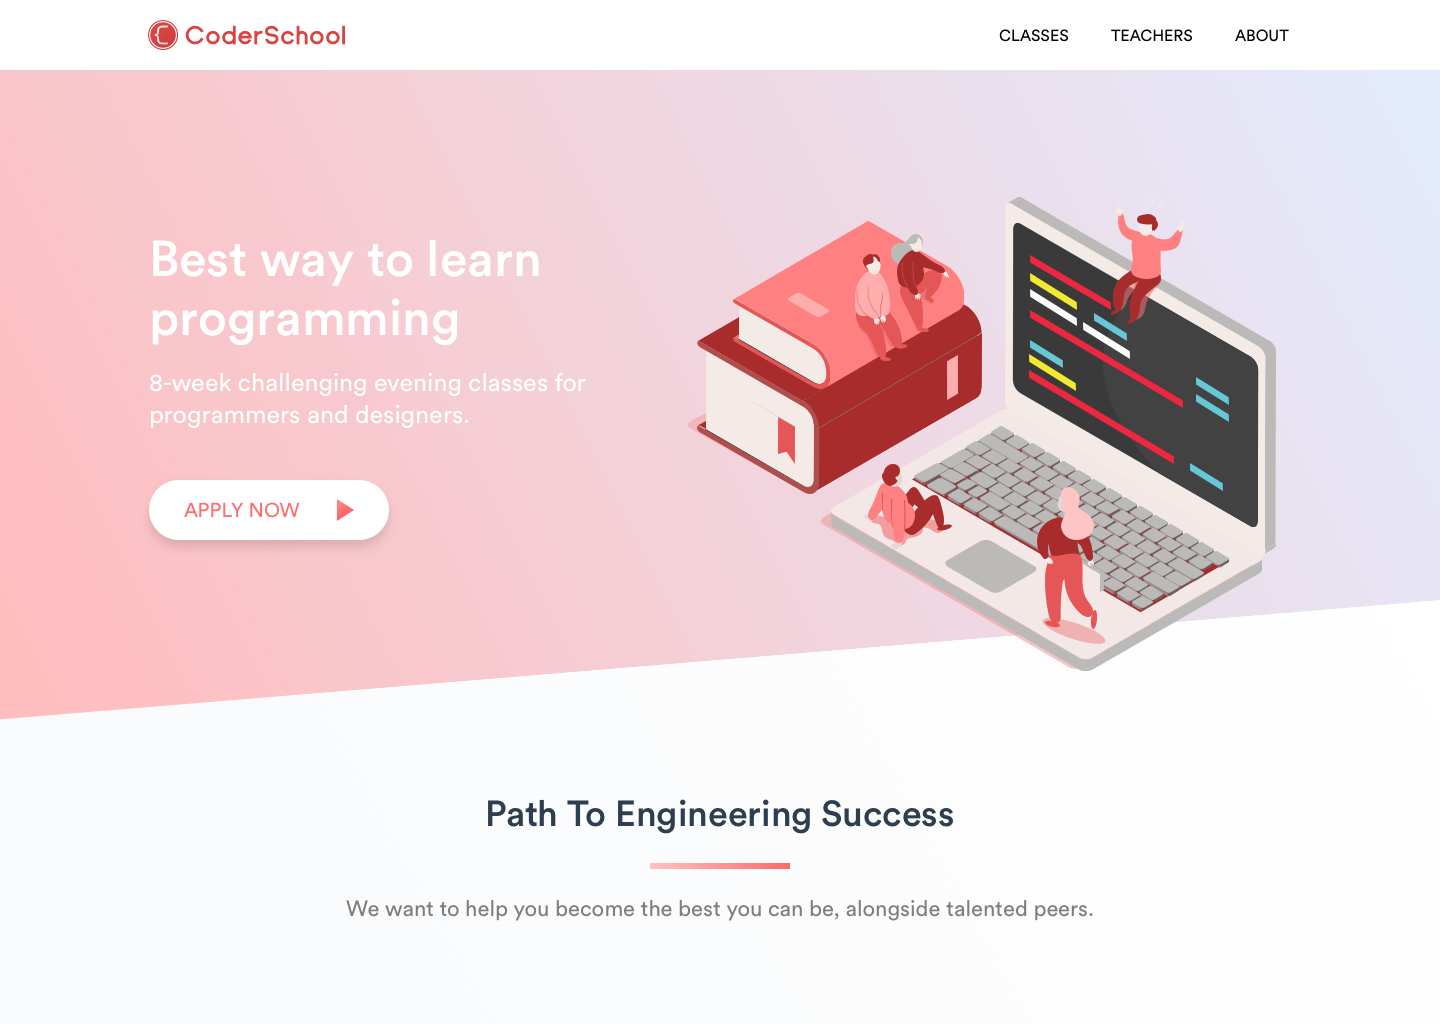 CoderSchool
CLASSES
TEACHERS
ABOUT
Best way to learn
programming
8-week challenging evening classes for
programmers and designers.
APPLY NOW
Path To Engineering Success
We want to help you become the best you can be, alongside talented peers.